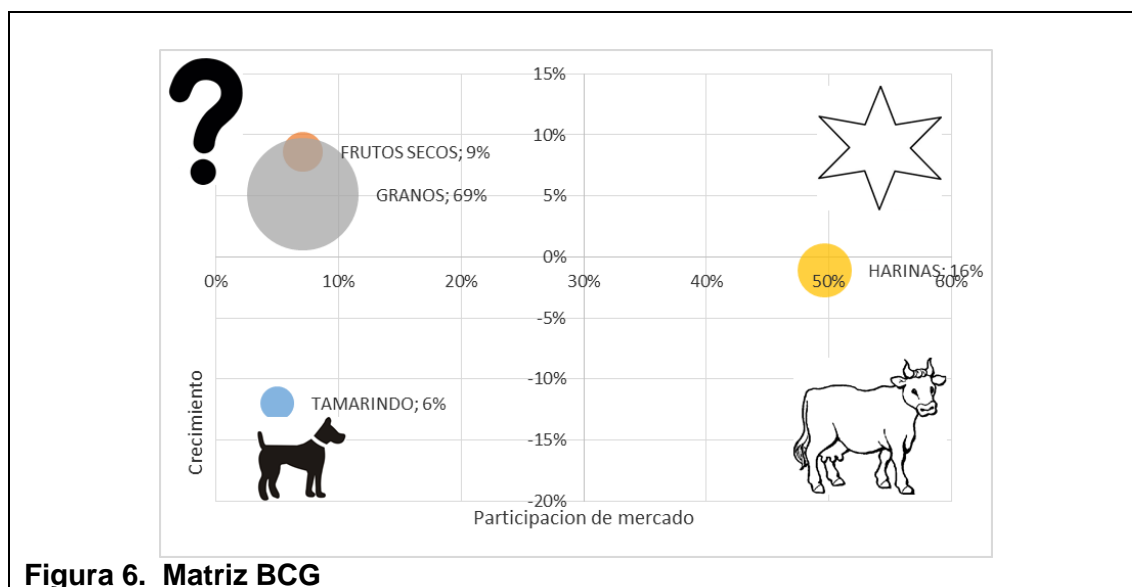 ?
15%
10%
FRUTOS SECOS; 9%
GRANOS; 69%
5%
0%
HARINAS; 16%
0%
10%
20%
30%
40%
50%
60%
-5%
-10%
TAMARINDO; 6%
-15%
-20%
Crecimiento
Participacion de mercado
Figura 6. Matriz BCG